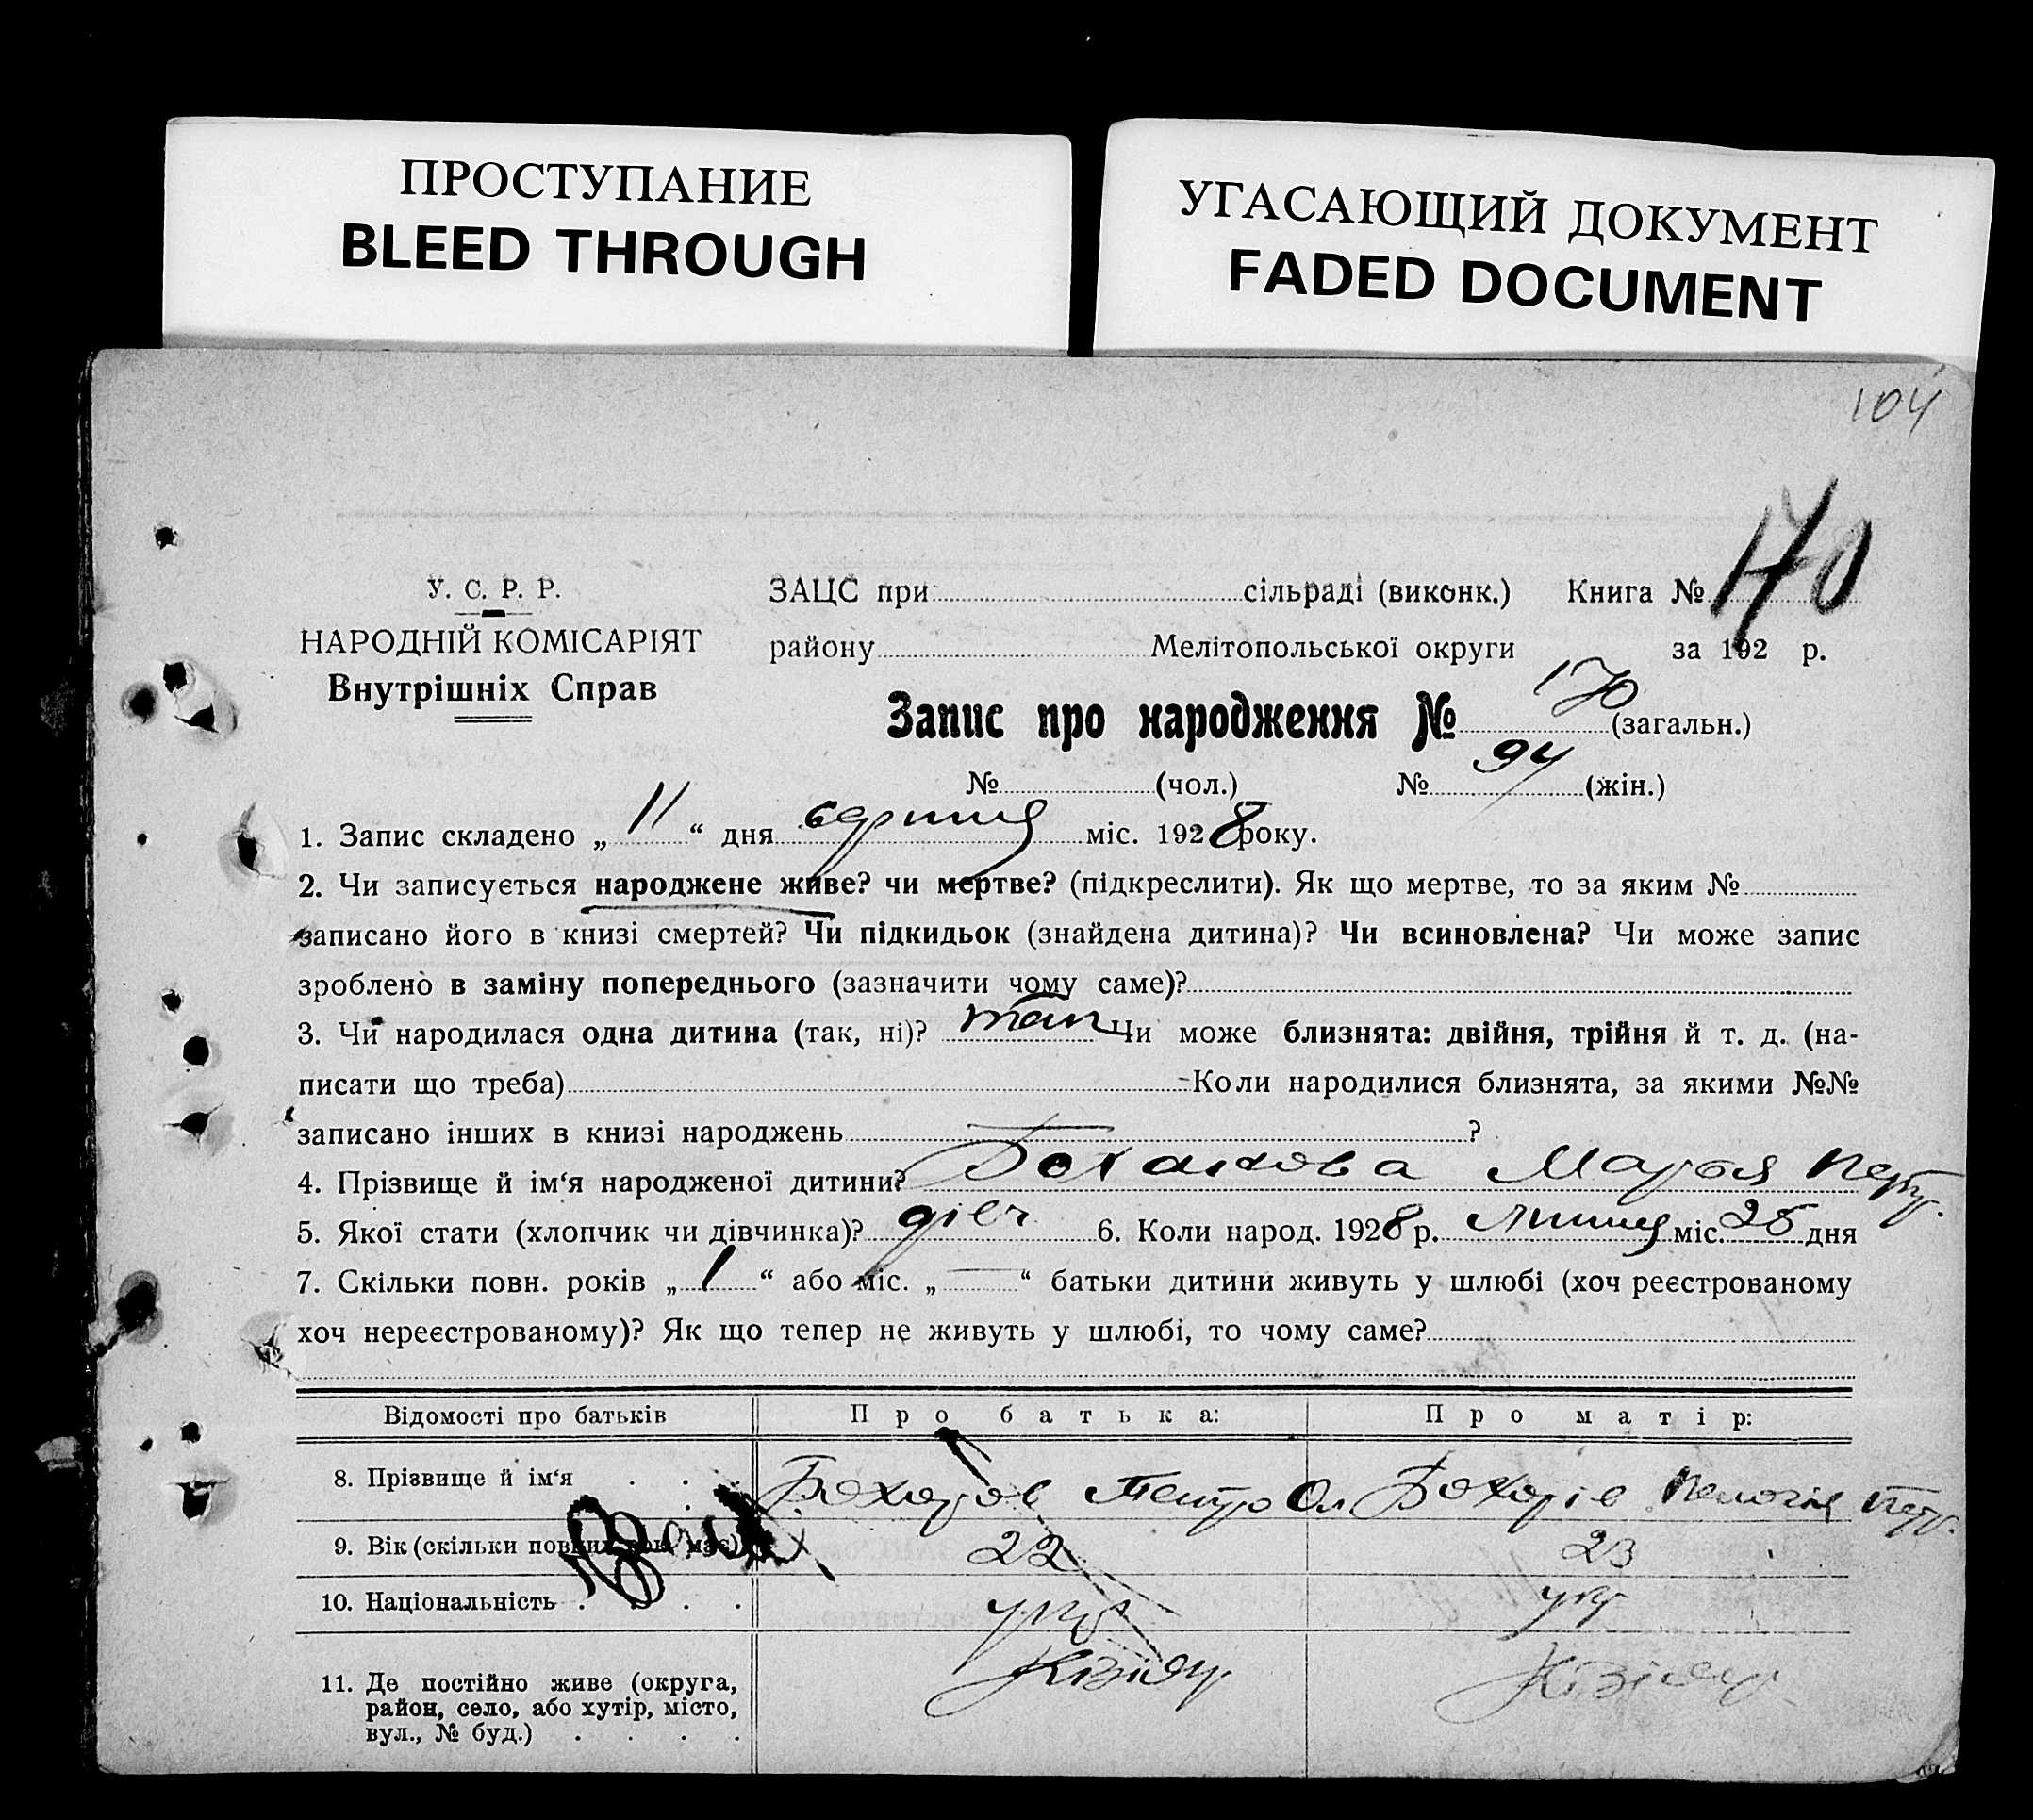 ПРОСТУПАНИЕ
BLEED THROUGH
УГАСАЮЩИЙ ДОКУМЕНТ
FADED DOCUMENT
104
170
У. С. Р. Р.
НАРОДНІЙ КОМІСАРІЯТ
Внутрішніх Справ
ЗАЦС при сільраді (виконк.) Книга №
району Мелітопольської округи за 192 р.
Запис про народження № 170 (загальн.)
№ (чол.) № 94 (жін.)
1. Запис складено „ 11 “ дня серпня міс. 1928 року.
2. Чи записується народжене живе? чи мертве? (підкреслити). Як що мертве, то за яким №
записано його в книзі смертей? Чи підкидьок (знайдена дитина)? Чи всиновлена? Чи може запис
зроблено в заміну попереднього (зазначити чому саме)?
3. Чи народилася одна дитина (так, ні)? так Чи може близнята: двійня, трійня й т. д. (на-
писати що треба) Коли народилися близнята, за якими №№
записано інших в книзі народжень ?
4. Прізвище й ім‘я народженої дитини? Марія Петр.
5. Якої стати (хлопчик чи дівчинка)? дівч 6. Коли народ. 1928 р. Липня міс. 25 дня
7. Скільки повн. років „ 1 “ або міс. „ — “ батьки дитини живуть у шлюбі (хоч реєстрованому
хоч нереєстрованому)? Як що тепер не живуть у шлюбі, то чому саме?
Відомості про батьків Про батька: Про матір:
8. Прізвище й ім‘я . . . Петро Ол Петр.
9. Вік (скільки повних рок. має) 22 23
10. Національність . . . . укр укр
11. Де постійно живе (округа,
район, село, або хутір, місто,
вул., № буд.) . . . .